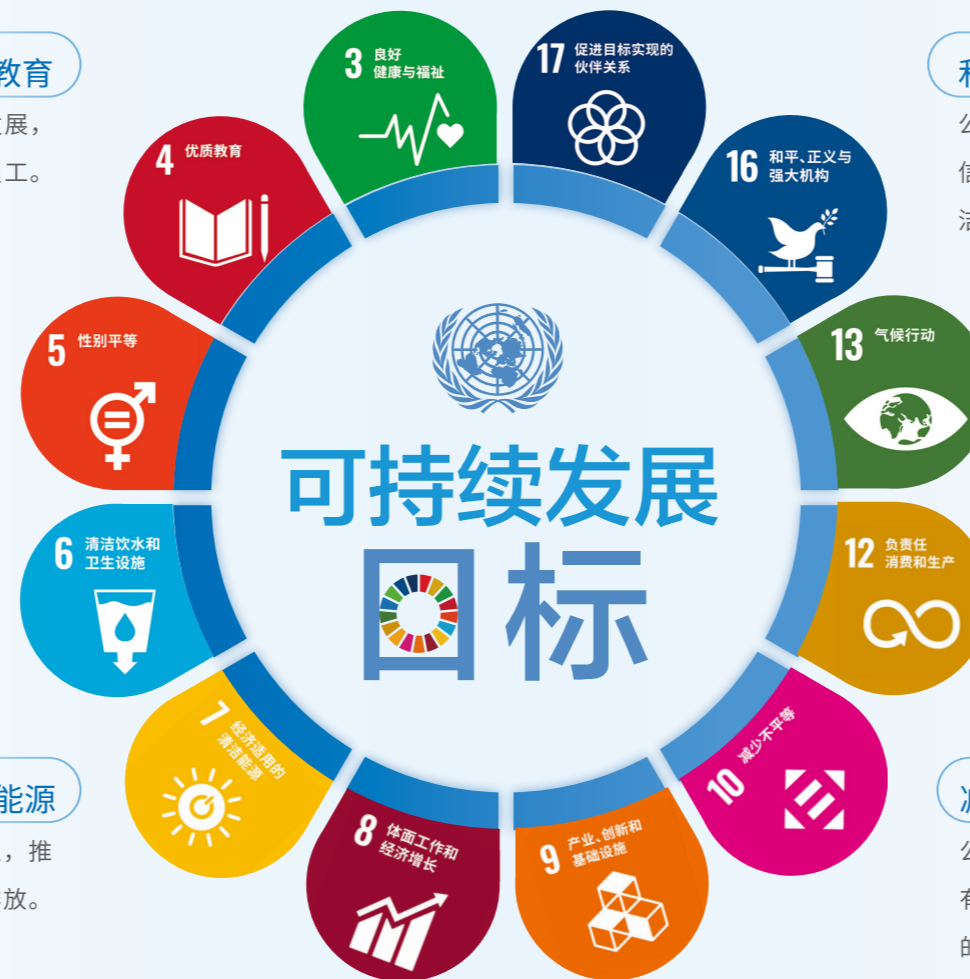 教育
展，
工。
3 良好
健康与福祉
17 促进目标实现的
伙伴关系
4 优质教育
16 和平、正义与
强大机构
公
信
活
5 性别平等
13 气候行动
可持续发展
目标
6 清洁饮水和
卫生设施
12 负责任
消费和生产
7 经济适用的
清洁能源
10 减少不平等
8 体面工作和
经济增长
9 产业、创新和
基础设施
能源
，推
放。
公
有
的